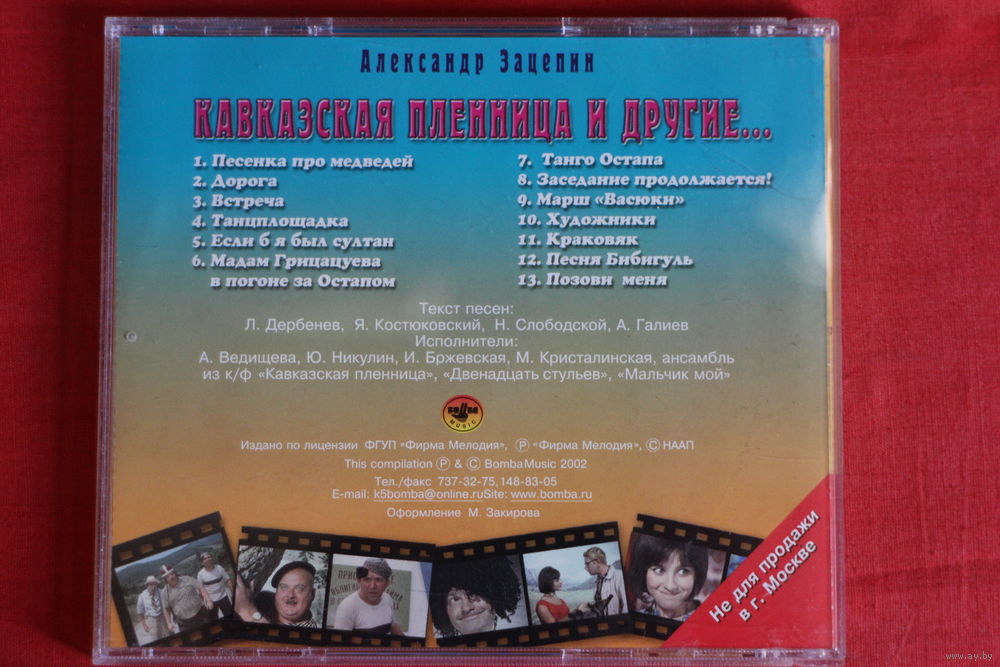 Александр Зацепин
КАВКАЗСКАЯ ПЛЕННИЦА И ДРУГИЕ...
1. Песенка про медведей
2. Дорога
3. Встреча
4. Танцплощадка
5. Если б я был султан
6. Мадам Грицацуева
в погоне за Остапом
7. Танго Остапа
8. Заседание продолжается!
9. Марш «Васюки»
10. Художники
11. Краковяк
12. Песня Бибигуль
13. Позови меня
Текст песен:
Л. Дербенев, Я. Костюковский, Н. Слободской, А. Галиев
Исполнители:
А. Ведищева, Ю. Никулин, И. Бржевская, М. Кристалинская, ансамбль
из к/ф «Кавказская пленница», «Двенадцать стульев», «Мальчик мой»
MUSIC
Издано по лицензии ФГУП «Фирма Мелодия», Ⓟ «Фирма Мелодия», © НААП
This compilation Ⓟ & © BombaMusic 2002
Тел./факс 737-32-75,148-83-05
E-mail: k5bomba@online.ruSite: www.bomba.ru
Оформление М. Закирова
Не для продажи
в г. Москве
www.ay.by